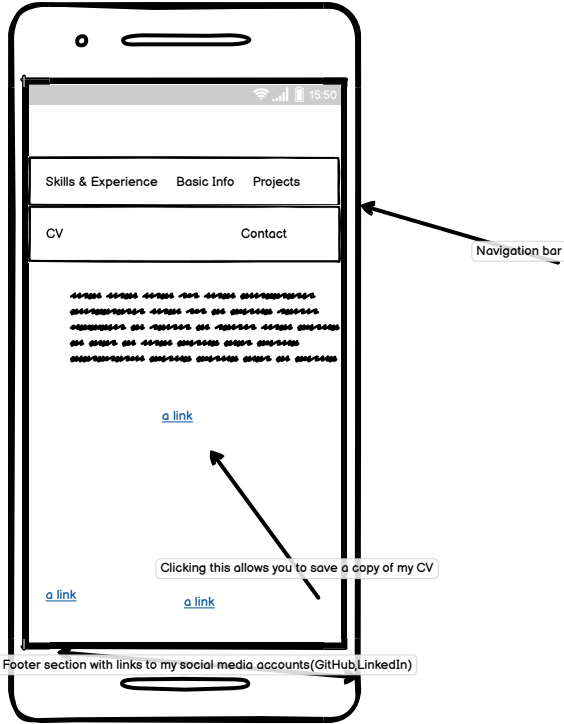 15:50
Skills & Experience Basic Info Projects
CV Contact
Navigation bar
a link
Clicking this allows you to save a copy of my CV
a link a link
Footer section with links to my social media accounts(GitHub,LinkedIn)